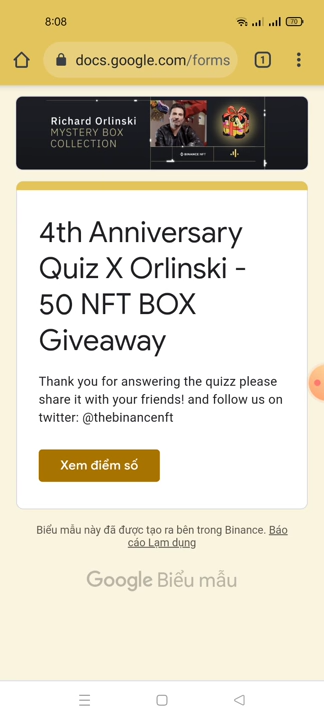 8:08
70
docs.google.com/forms
1
Richard Orlinski
MYSTERY BOX
COLLECTION
BINANCE NFT
4th Anniversary
Quiz X Orlinski -
50 NFT BOX
Giveaway
Thank you for answering the quizz please
share it with your friends! and follow us on
twitter: @thebinancenft
Xem điểm số
Biểu mẫu này đã được tạo ra bên trong Binance. Báo
cáo Lạm dụng
Google Biểu mẫu